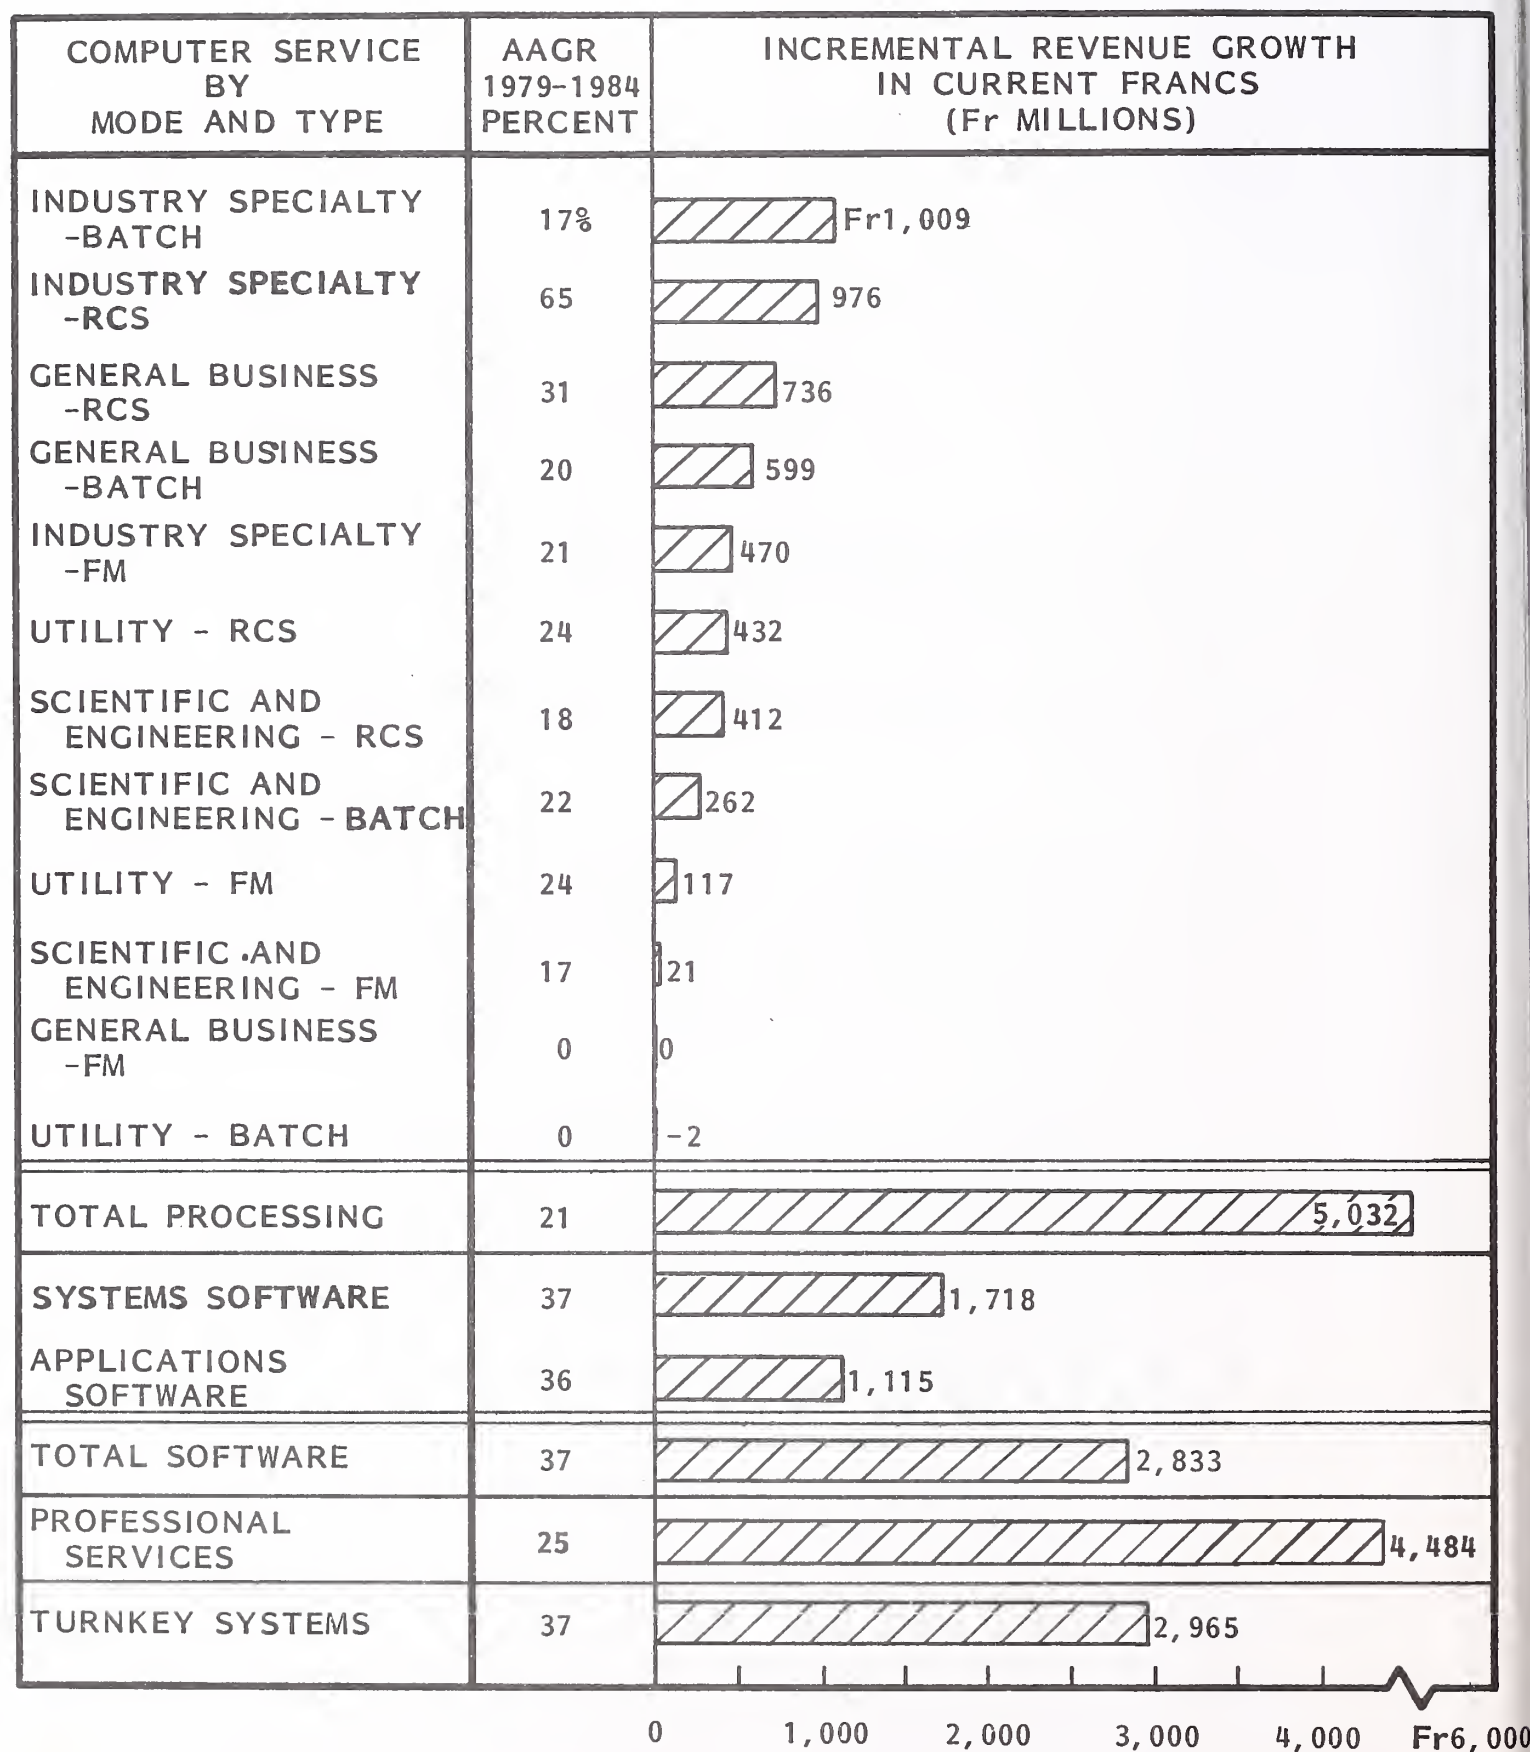 COMPUTER SERVICE
BY
MODE AND TYPE
AAGR
1979-1984
PERCENT
INCREMENTAL REVENUE GROWTH
IN CURRENT FRANCS
(Fr MILLIONS)
INDUSTRY SPECIALTY
-BATCH
17%
Fr1,009
INDUSTRY SPECIALTY
-RCS
65
976
GENERAL BUSINESS
-RCS
31
736
GENERAL BUSINESS
-BATCH
20
599
INDUSTRY SPECIALTY
-FM
21
470
UTILITY - RCS
24
432
SCIENTIFIC AND
ENGINEERING - RCS
18
412
SCIENTIFIC AND
ENGINEERING - BATCH
22
262
UTILITY - FM
24
117
SCIENTIFIC AND
ENGINEERING - FM
17
21
GENERAL BUSINESS
-FM
0
0
UTILITY - BATCH
0
-2
TOTAL PROCESSING
21
5,032
SYSTEMS SOFTWARE
37
1,718
APPLICATIONS
SOFTWARE
36
1,115
TOTAL SOFTWARE
37
2,833
PROFESSIONAL
SERVICES
25
4,484
TURNKEY SYSTEMS
37
2,965
0 1,000 2,000 3,000 4,000 Fr6,000